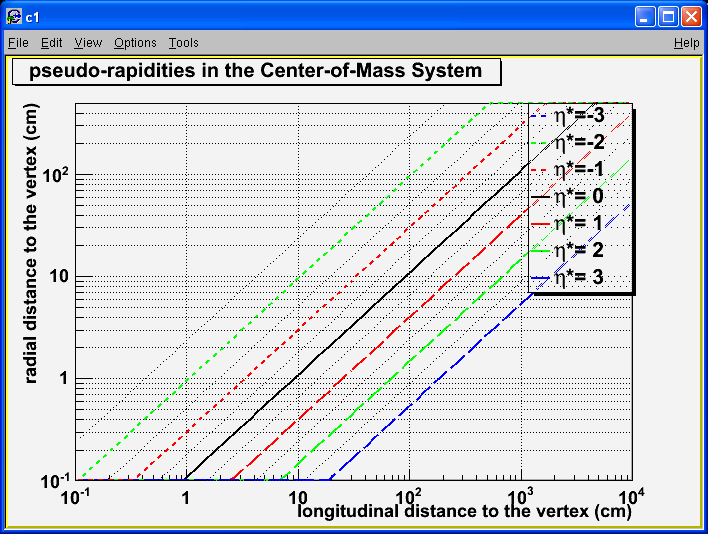 c1
File Edit View Options Tools Help
pseudo-rapidities in the Center-of-Mass System
radial distance to the vertex (cm)
10²
10
1
10⁻¹
10⁻¹ 1 10 10² 10³ 10⁴
longitudinal distance to the vertex (cm)
η*=-3
η*=-2
η*=-1
η*= 0
η*= 1
η*= 2
η*= 3